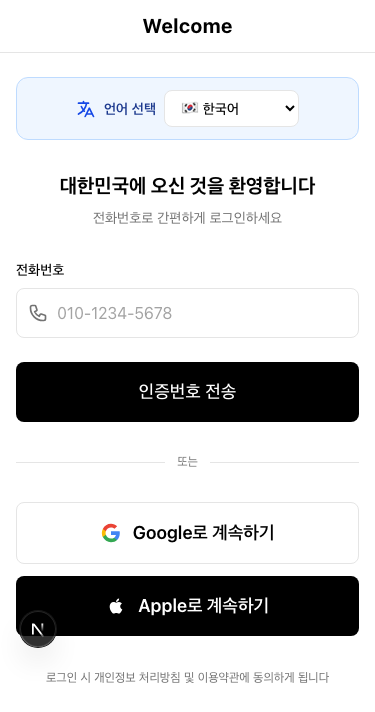 Welcome
언어 선택
🇰🇷 한국어
대한민국에 오신 것을 환영합니다
전화번호로 간편하게 로그인하세요
전화번호
010-1234-5678
인증번호 전송
또는
Google로 계속하기
Apple로 계속하기
N
로그인 시 개인정보 처리방침 및 이용약관에 동의하게 됩니다